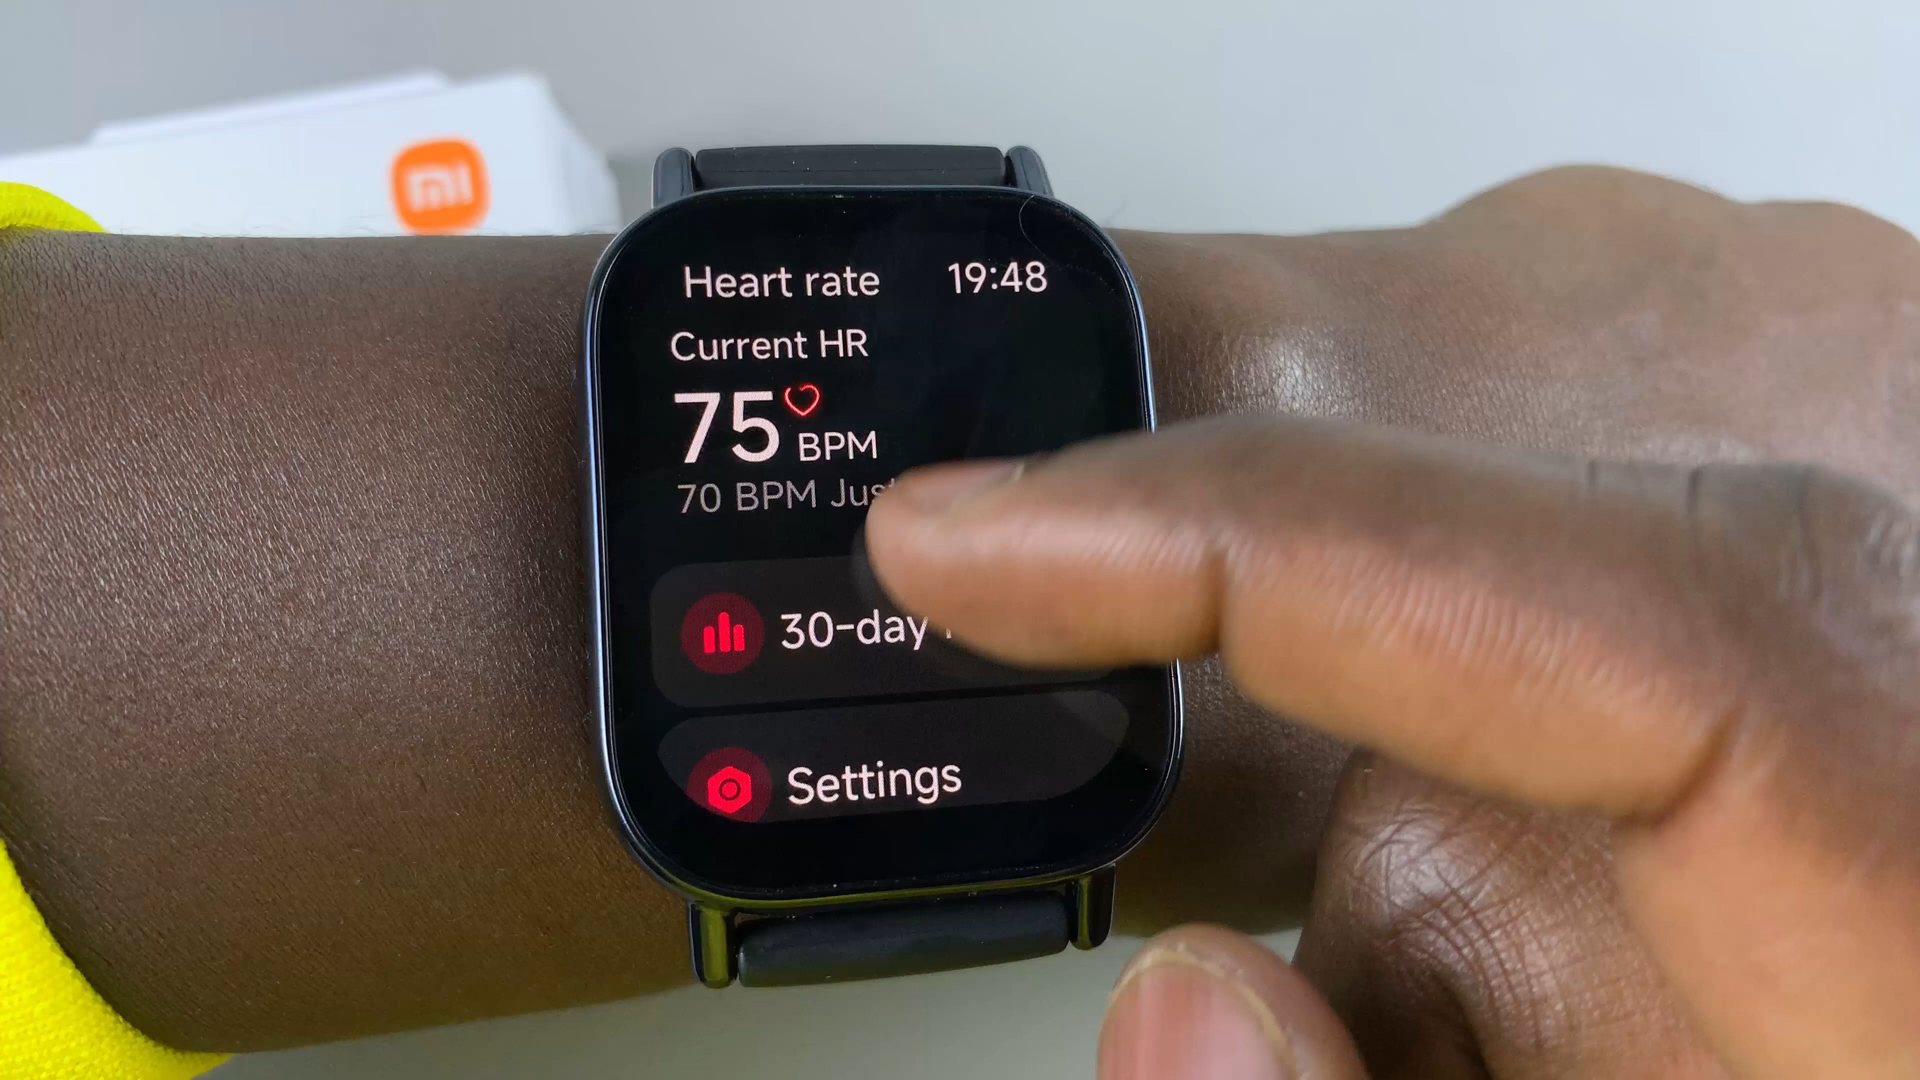 mi
Heart rate 19:48
Current HR
75 BPM
70 BPM
30-day
Settings